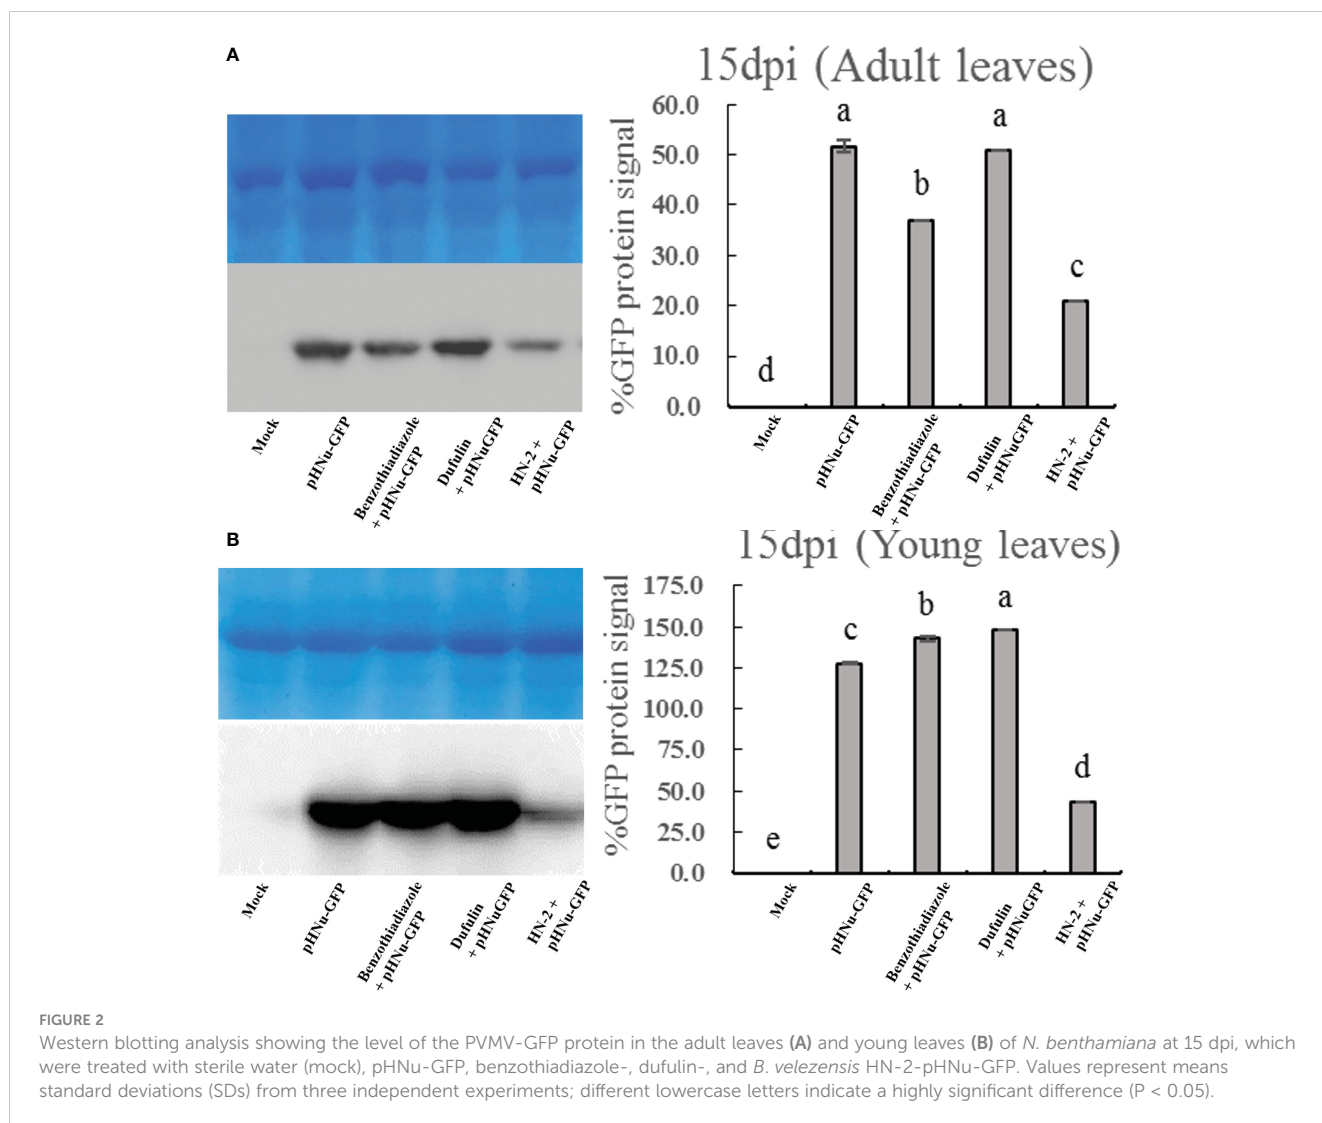 A
15dpi (Adult leaves)
%GFP protein signal
60.0
50.0
40.0
30.0
20.0
10.0
0.0
a
b
a
c
d
Mock
pHNu-GFP
Benzothiadiazole
+ pHNu-GFP
Dufulin
+ pHNuGFP
HN-2 +
pHNu-GFP
Mock
pHNu-GFP
Benzothiadiazole
+ pHNu-GFP
Dufulin
+ pHNuGFP
HN-2 +
pHNu-GFP
B
15dpi (Young leaves)
%GFP protein signal
175.0
150.0
125.0
100.0
75.0
50.0
25.0
0.0
c
b
a
d
e
Mock
pHNu-GFP
Benzothiadiazole
+ pHNu-GFP
Dufulin
+ pHNuGFP
HN-2 +
pHNu-GFP
Mock
pHNu-GFP
Benzothiadiazole
+ pHNu-GFP
Dufulin
+ pHNuGFP
HN-2 +
pHNu-GFP
FIGURE 2
Western blotting analysis showing the level of the PVMV-GFP protein in the adult leaves (A) and young leaves (B) of N. benthamiana at 15 dpi, which
were treated with sterile water (mock), pHNu-GFP, benzothiadiazole-, dufulin-, and B. velezensis HN-2-pHNu-GFP. Values represent means
standard deviations (SDs) from three independent experiments; different lowercase letters indicate a highly significant difference (P < 0.05).